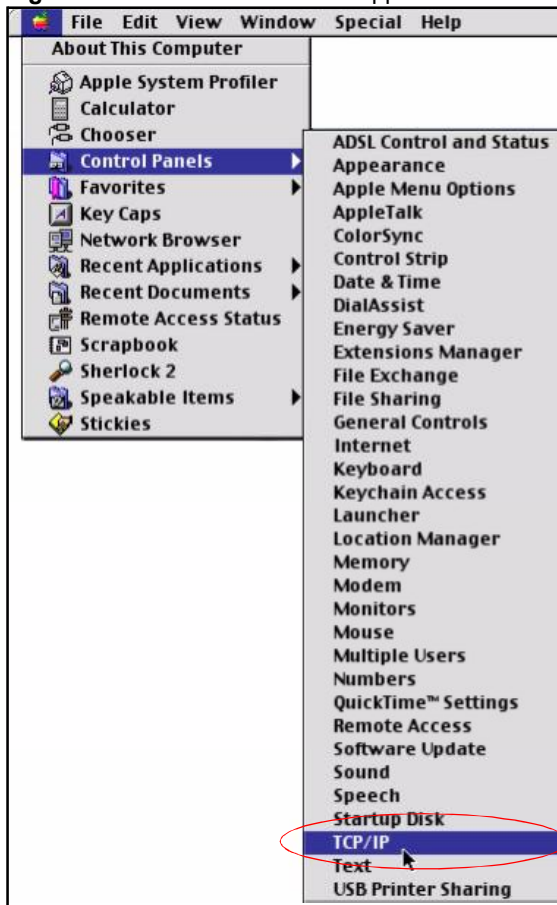 File Edit View Window Special Help
About This Computer
Apple System Profiler
Calculator
Chooser
Control Panels
Favorites
Key Caps
Network Browser
Recent Applications
Recent Documents
Remote Access Status
Scrapbook
Sherlock 2
Speakable Items
Stickies
ADSL Control and Status
Appearance
Apple Menu Options
AppleTalk
ColorSync
Control Strip
Date & Time
DialAssist
Energy Saver
Extensions Manager
File Exchange
File Sharing
General Controls
Internet
Keyboard
Keychain Access
Launcher
Location Manager
Memory
Modem
Monitors
Mouse
Multiple Users
Numbers
QuickTime™ Settings
Remote Access
Software Update
Sound
Speech
Startup Disk
TCP/IP
Text
USB Printer Sharing